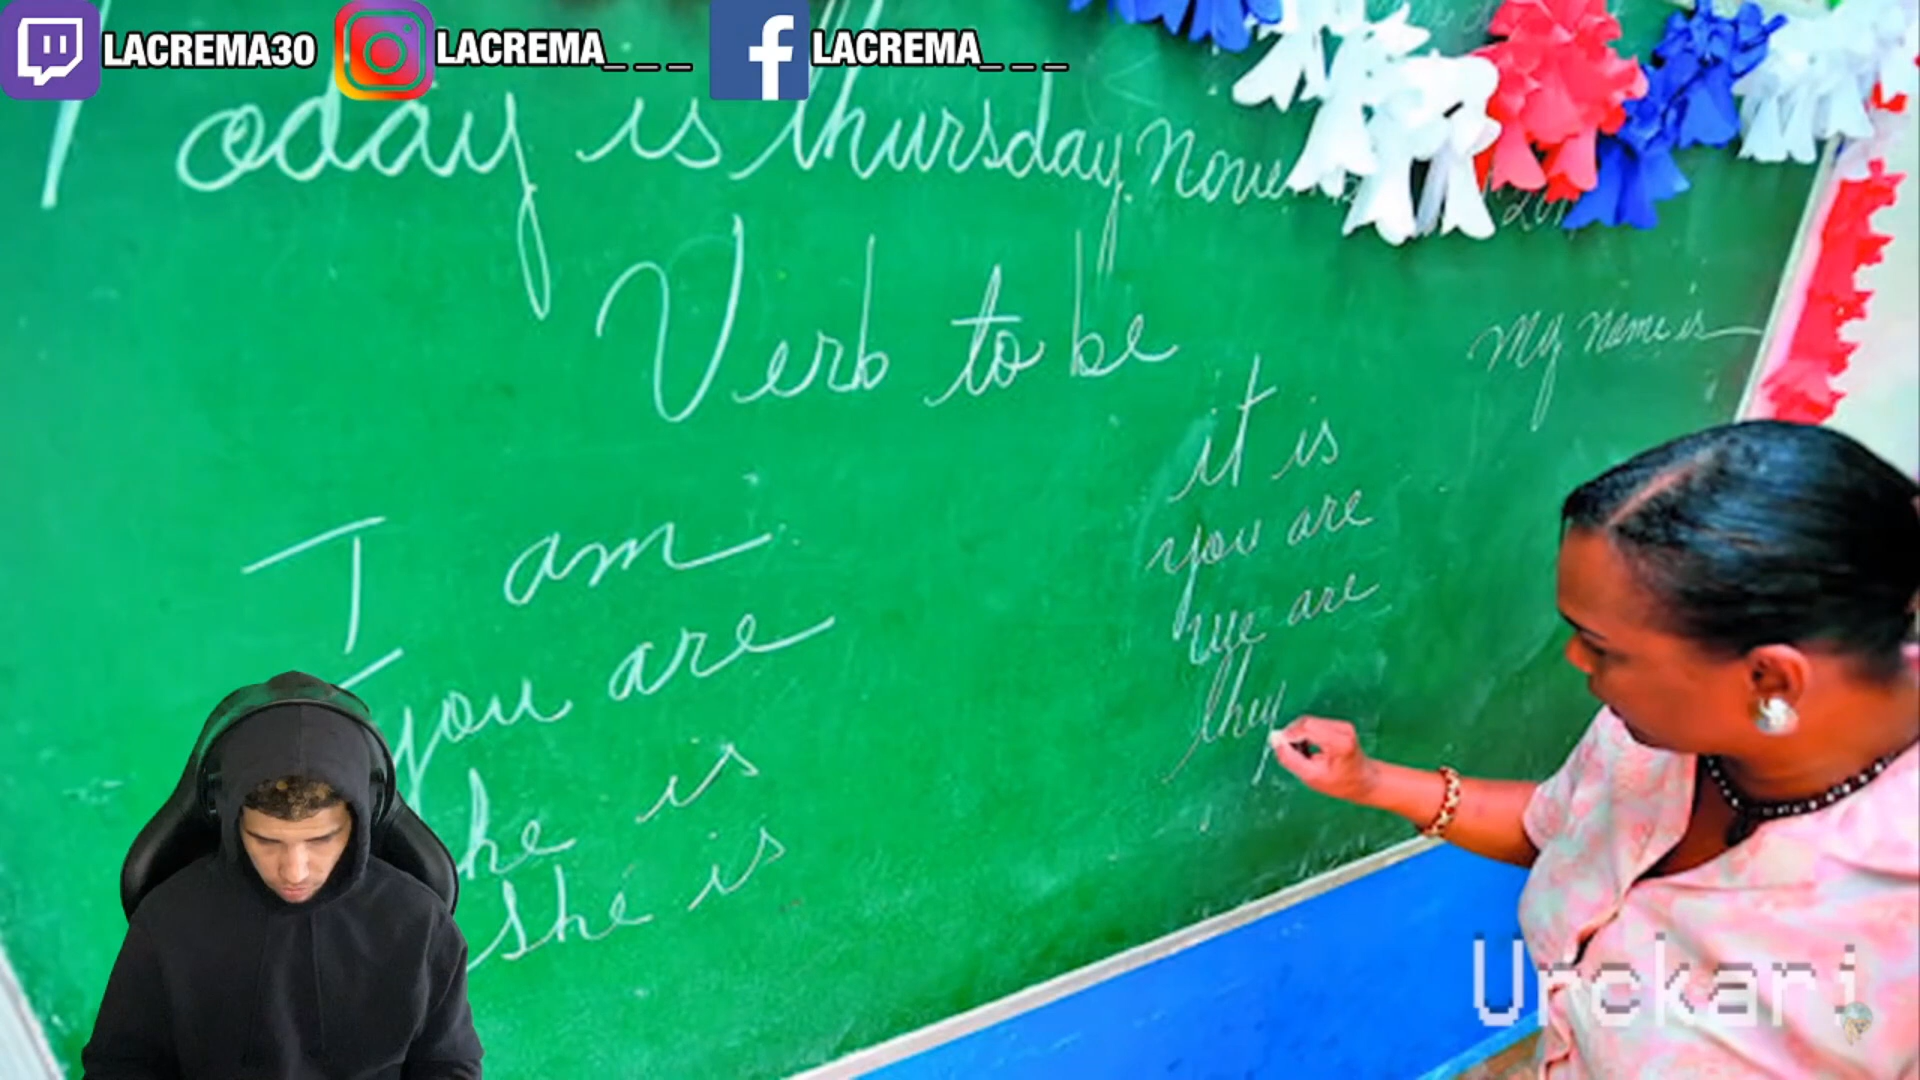 LACREMA30 LACREMA_ _ _ LACREMA_ _ _
Today is thursday,
Verb to be
My name is
I am
you are
he is
she is
it is
you are
we are
they
Unckari